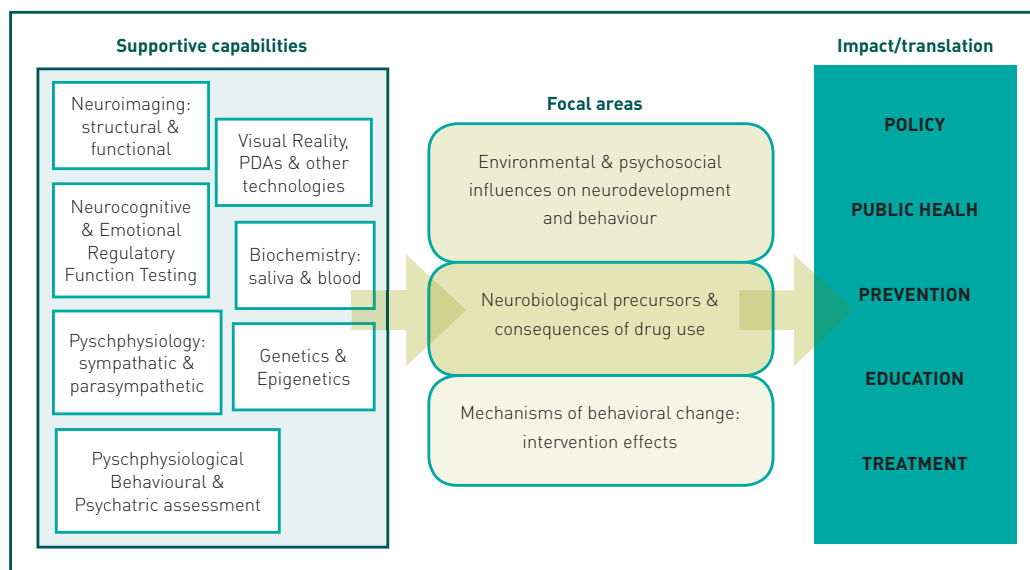 Supportive capabilities
Neuroimaging:
structural &
functional
Visual Reality,
PDAs & other
technologies
Neurocognitive
& Emotional
Regulatory
Function Testing
Biochemistry:
saliva & blood
Pyschphysiology:
sympathatic &
parasympathetic
Genetics &
Epigenetics
Pyschphysiological
Behavioural &
Psychatric assessment
Focal areas
Environmental & psychosocial
influences on neurodevelopment
and behaviour
Neurobiological precursors &
consequences of drug use
Mechanisms of behavioral change:
intervention effects
Impact/translation
POLICY
PUBLIC HEALH
PREVENTION
EDUCATION
TREATMENT